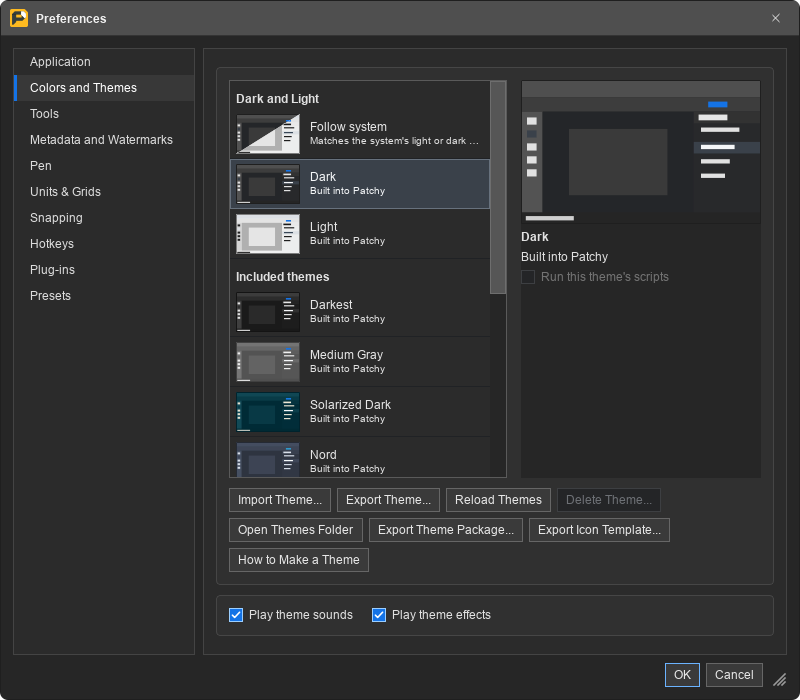 Preferences
Application
Colors and Themes
Tools
Metadata and Watermarks
Pen
Units & Grids
Snapping
Hotkeys
Plug-ins
Presets
Dark and Light
Follow system
Matches the system's light or dark ...
Dark
Built into Patchy
Light
Built into Patchy
Included themes
Darkest
Built into Patchy
Medium Gray
Built into Patchy
Solarized Dark
Built into Patchy
Nord
Built into Patchy
Dark
Built into Patchy
Run this theme's scripts
Import Theme... Export Theme... Reload Themes Delete Theme...
Open Themes Folder Export Theme Package... Export Icon Template...
How to Make a Theme
Play theme sounds Play theme effects
OK Cancel